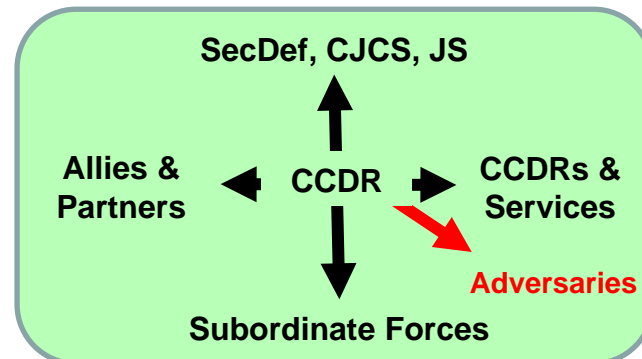 SecDef, CJCS, JS
Allies &
Partners
CCDR
CCDRs &
Services
Adversaries
Subordinate Forces